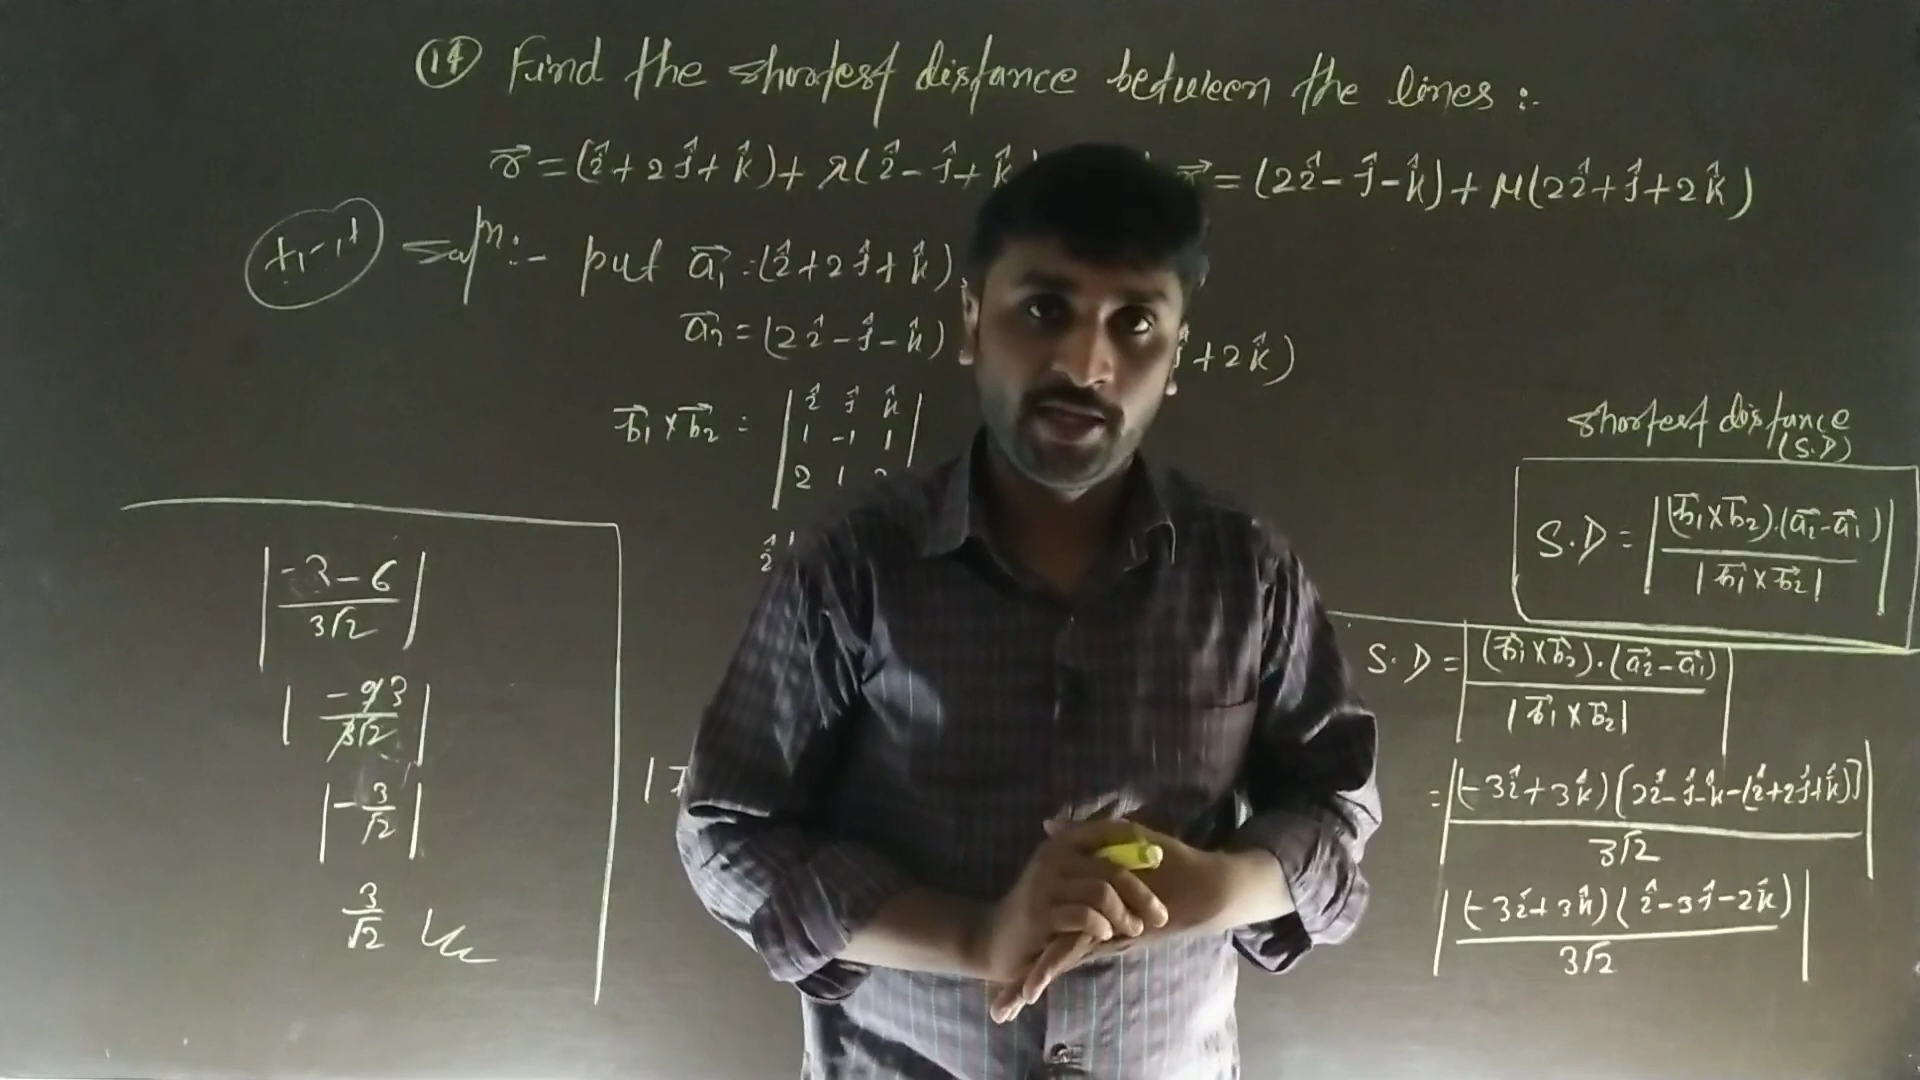 (14) Find the shortest distance between the lines :-
r⃗ = (î + 2ĵ + k̂) + λ(î - ĵ + k̂ r⃗ = (2î - ĵ - k̂) + μ(2î + ĵ + 2k̂)
+, -, +
Solⁿ :- put a⃗₁ = (î + 2ĵ + k̂),
a⃗₂ = (2î - ĵ - k̂) ĵ + 2k̂)
b⃗₁ × b⃗₂ = | î ĵ k̂ |
| 1 -1 1 |
| 2 1 2 |
î |
shortest distance
(S.D)
S.D = | (b⃗₁ × b⃗₂).(a⃗₂ - a⃗₁) / |b⃗₁ × b⃗₂| |
S.D = | (b⃗₁ × b⃗₂).(a⃗₂ - a⃗₁) / |b⃗₁ × b⃗₂| |
= | (-3î + 3k̂) [2î - ĵ - k̂ - (î + 2ĵ + k̂)] / 3√2 |
| (-3î + 3k̂) (î - 3ĵ - 2k̂) / 3√2 |
| -3 - 6 / 3√2 |
| -9 3 / 3√2 |
| - 3 / √2 |
3 / √2